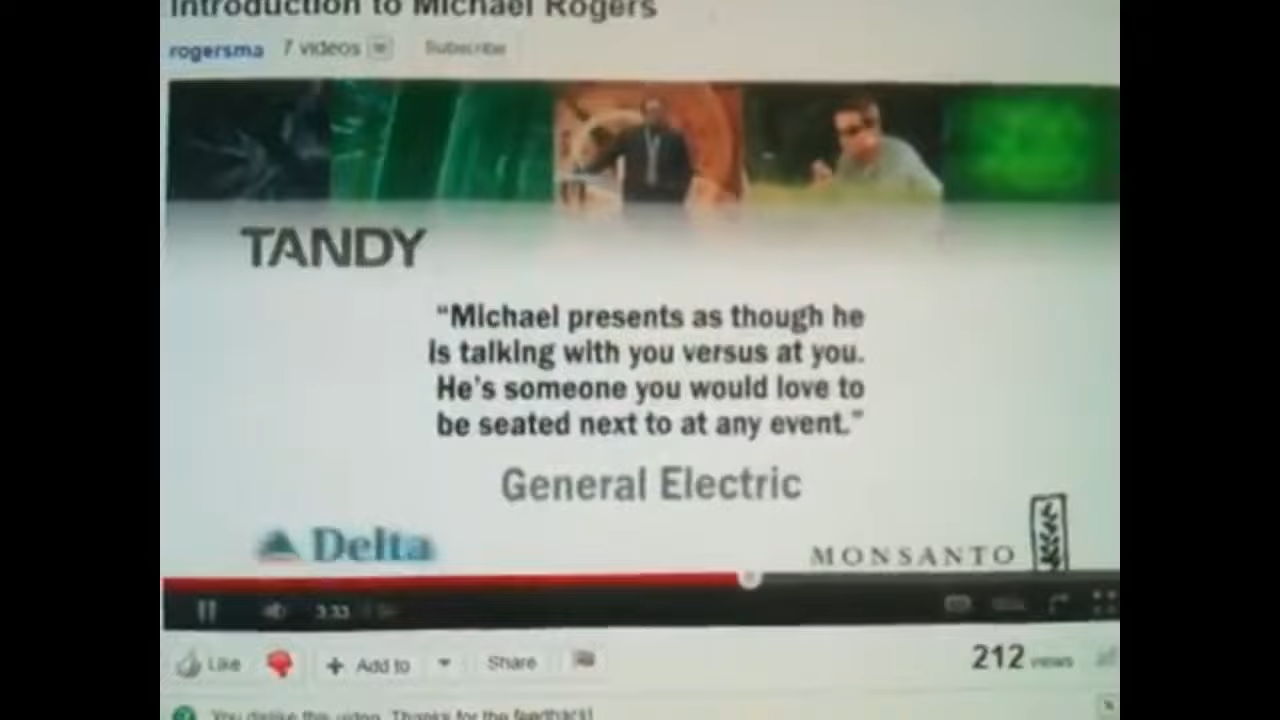 Introduction to Michael Rogers
rogersma 7 videos Subscribe
TANDY
“Michael presents as though he
is talking with you versus at you.
He's someone you would love to
be seated next to at any event.”
General Electric
Delta
MONSANTO
3:33
Like Add to Share 212 views
You dislike this video. Thanks for the feedback!